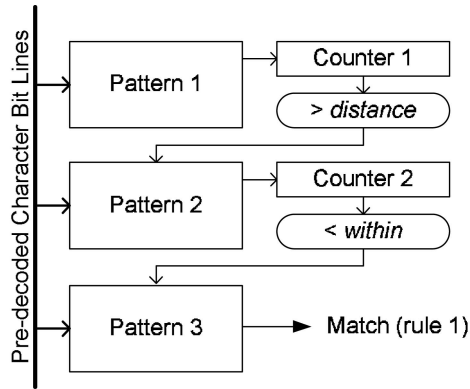 Pre-decoded Character Bit Lines
Pattern 1
Counter 1
> distance
Pattern 2
Counter 2
< within
Pattern 3
Match (rule 1)